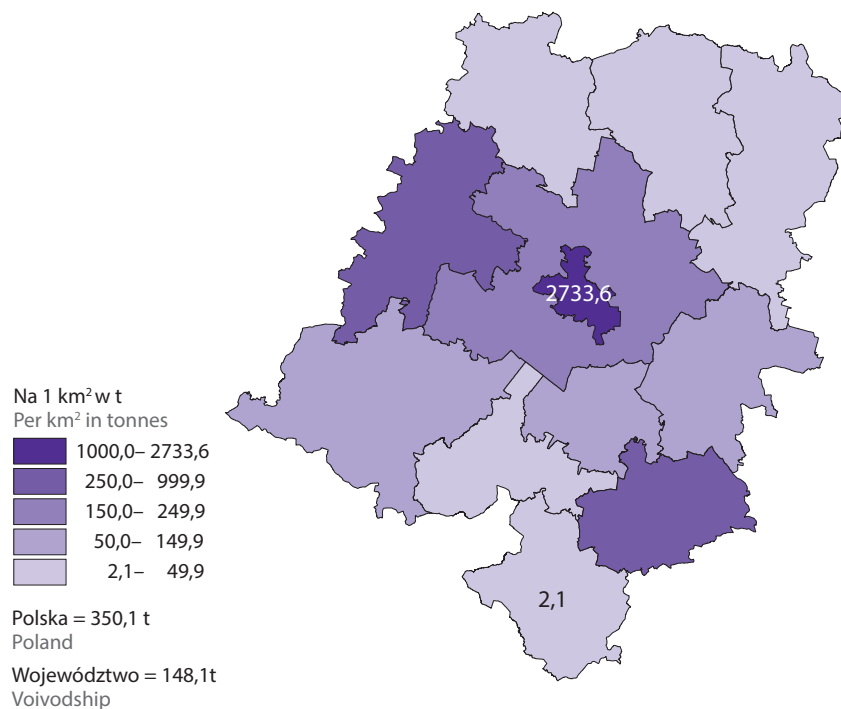 2733,6
Na 1 km² w t
Per km² in tonnes
1000,0– 2733,6
250,0– 999,9
150,0– 249,9
50,0– 149,9
2,1– 49,9
2,1
Polska = 350,1 t
Poland
Województwo = 148,1t
Voivodship